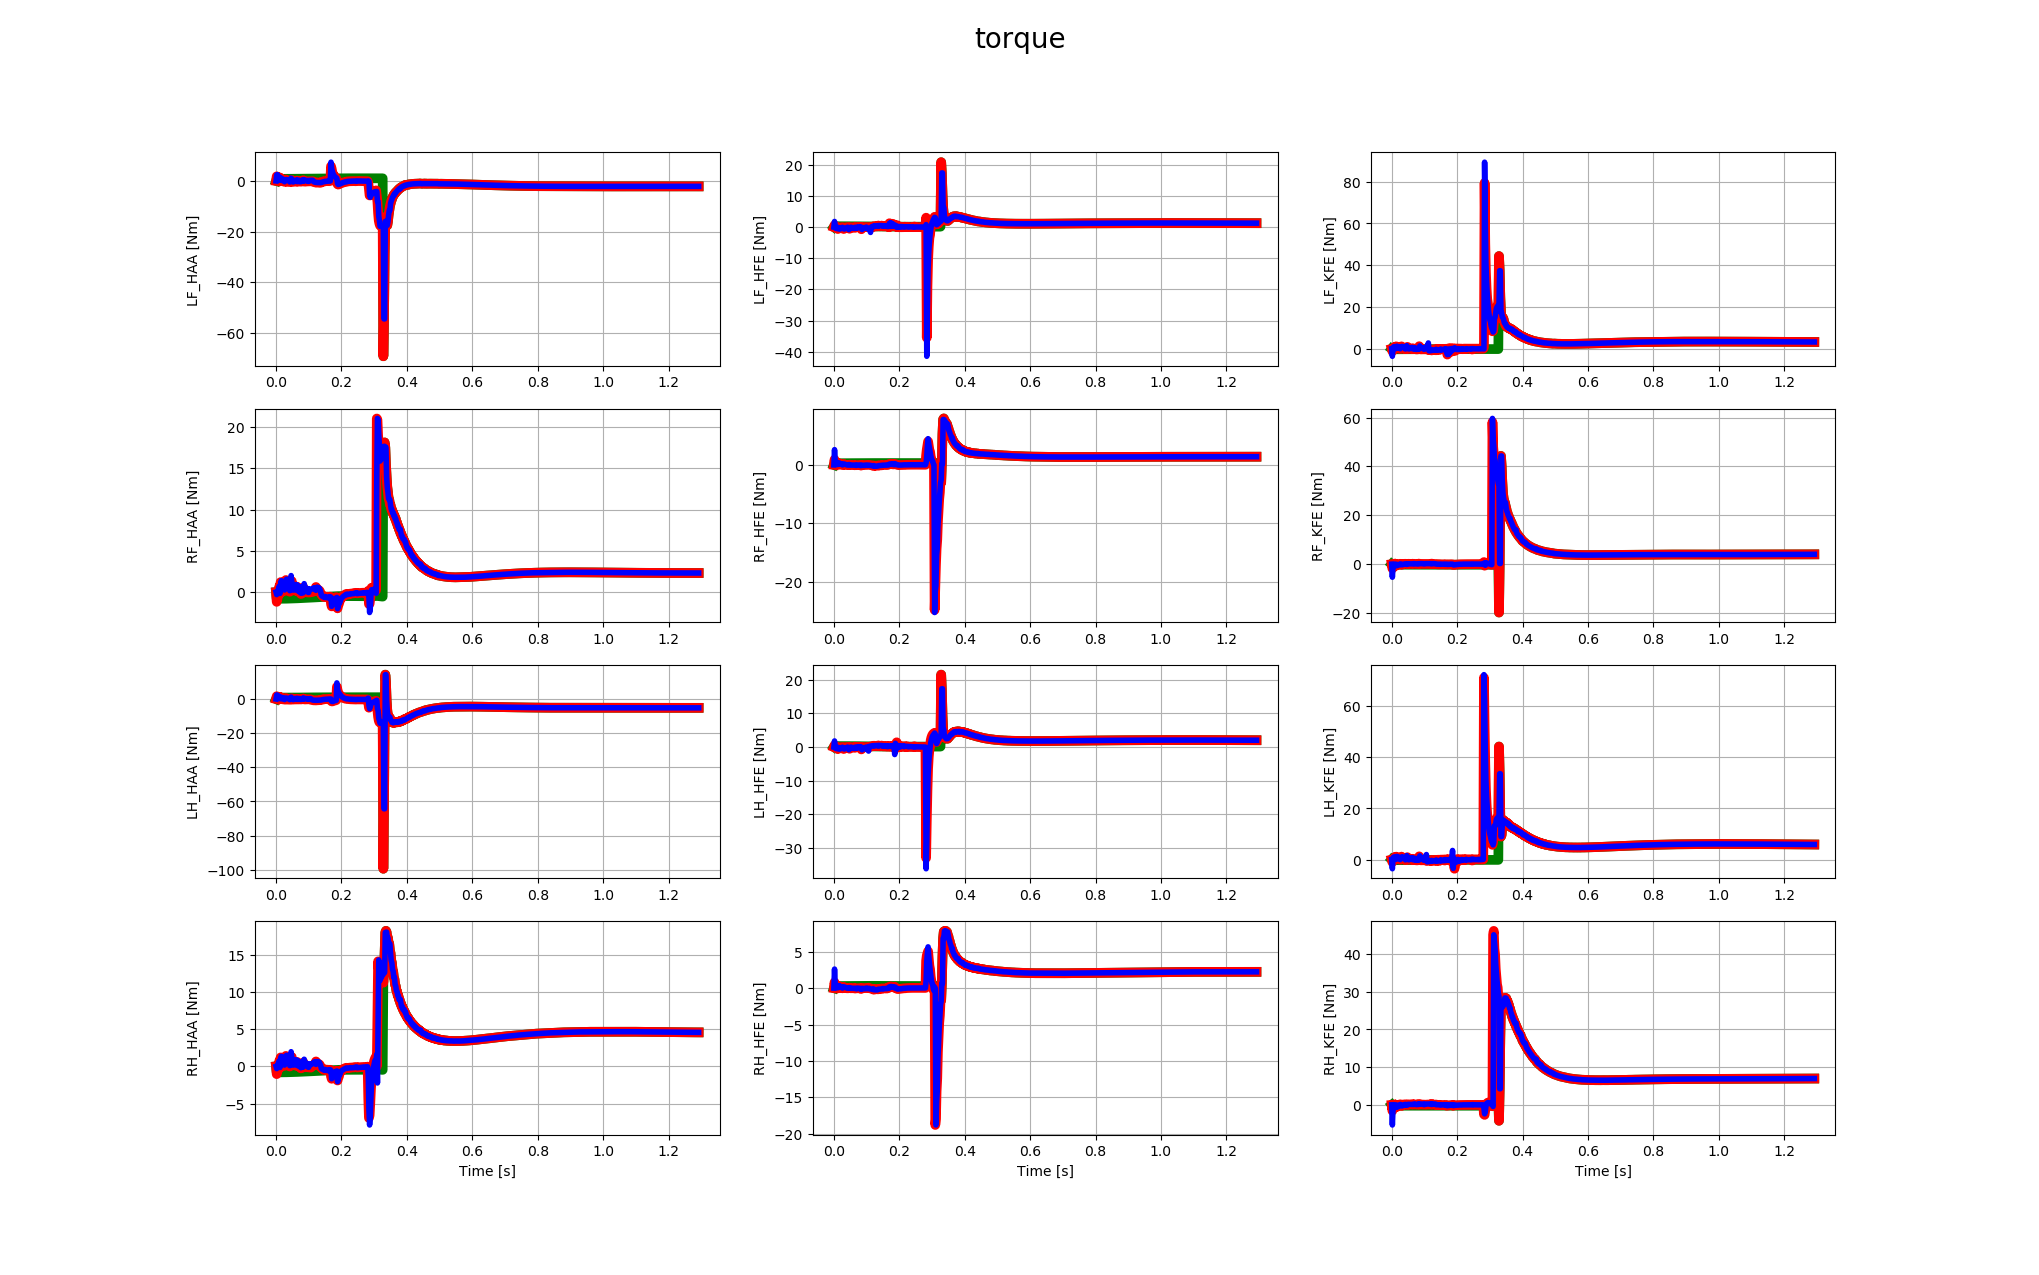 torque
LF_HAA [Nm]
0
−20
−40
−60
0.0 0.2 0.4 0.6 0.8 1.0 1.2
LF_HFE [Nm]
20
10
0
−10
−20
−30
−40
0.0 0.2 0.4 0.6 0.8 1.0 1.2
LF_KFE [Nm]
80
60
40
20
0
0.0 0.2 0.4 0.6 0.8 1.0 1.2
RF_HAA [Nm]
20
15
10
5
0
0.0 0.2 0.4 0.6 0.8 1.0 1.2
RF_HFE [Nm]
0
−10
−20
0.0 0.2 0.4 0.6 0.8 1.0 1.2
RF_KFE [Nm]
60
40
20
0
−20
0.0 0.2 0.4 0.6 0.8 1.0 1.2
LH_HAA [Nm]
0
−20
−40
−60
−80
−100
0.0 0.2 0.4 0.6 0.8 1.0 1.2
LH_HFE [Nm]
20
10
0
−10
−20
−30
0.0 0.2 0.4 0.6 0.8 1.0 1.2
LH_KFE [Nm]
60
40
20
0
0.0 0.2 0.4 0.6 0.8 1.0 1.2
RH_HAA [Nm]
15
10
5
0
−5
0.0 0.2 0.4 0.6 0.8 1.0 1.2
Time [s]
RH_HFE [Nm]
5
0
−5
−10
−15
−20
0.0 0.2 0.4 0.6 0.8 1.0 1.2
Time [s]
RH_KFE [Nm]
40
30
20
10
0
0.0 0.2 0.4 0.6 0.8 1.0 1.2
Time [s]